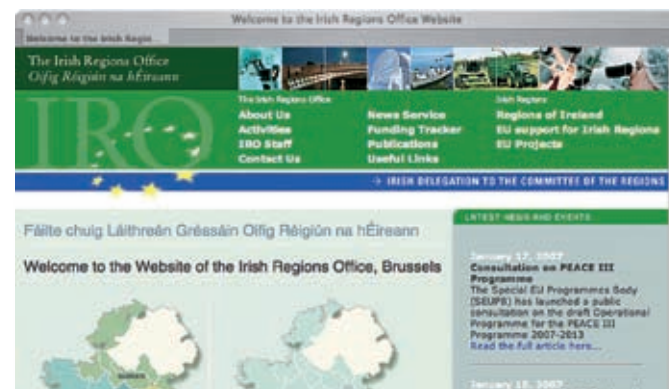 Welcome to the Irish Regions Office Website
Welcome to the Irish Regio...
The Irish Regions Office
Oifig Réigiún na hÉireann
IRO
The Irish Regions Office
About Us
Activities
IRO Staff
Contact Us
News Service
Funding Tracker
Publications
Useful Links
Irish Regions
Regions of Ireland
EU support for Irish Regions
EU Projects
IRISH DELEGATION TO THE COMMITTEE OF THE REGIONS
Fáilte chuig Láithreán Gréasáin Oifig Réigiún na hÉireann
Welcome to the Website of the Irish Regions Office, Brussels
LATEST NEWS AND EVENTS
January 17, 2007
Consultation on PEACE III
Programme
The Special EU Programmes Body
(SEUPB) has launched a public
consultation on the draft Operational
Programme for the PEACE III
Programme 2007-2013
Read the full article here...